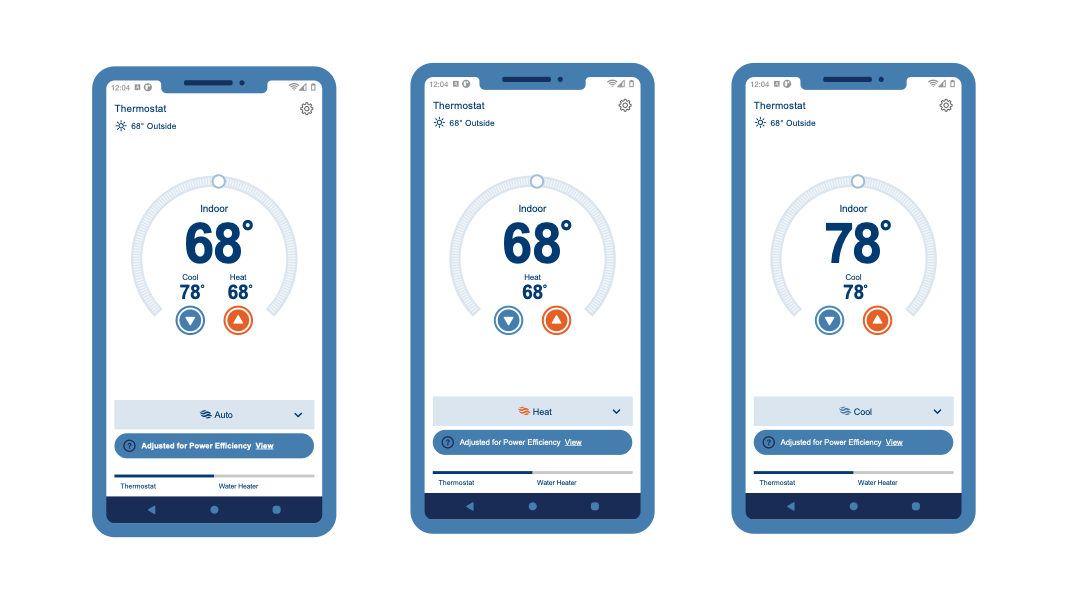 12:04
Thermostat
68° Outside
Indoor
68°
Cool Heat
78° 68°
Auto
? Adjusted for Power Efficiency View
Thermostat Water Heater
12:04
Thermostat
68° Outside
Indoor
68°
Heat
68°
Heat
? Adjusted for Power Efficiency View
Thermostat Water Heater
12:04
Thermostat
68° Outside
Indoor
78°
Cool
78°
Cool
? Adjusted for Power Efficiency View
Thermostat Water Heater